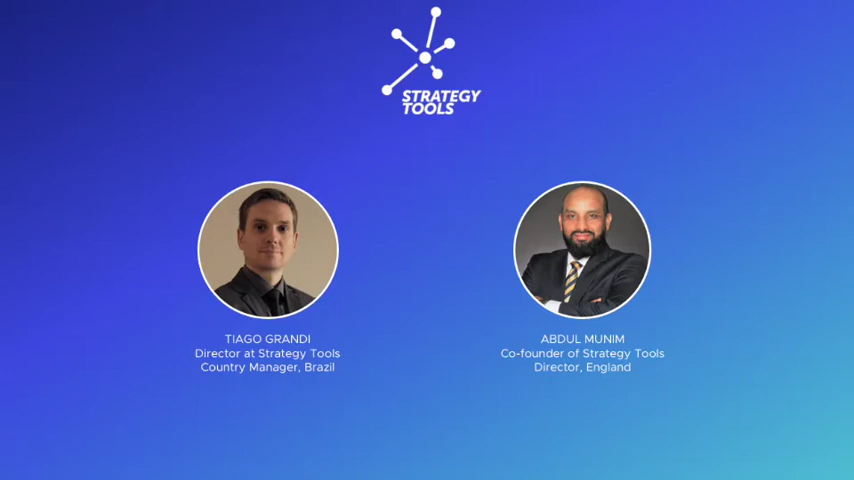 STRATEGY
TOOLS
TIAGO GRANDI
Director at Strategy Tools
Country Manager, Brazil
ABDUL MUNIM
Co-founder of Strategy Tools
Director, England